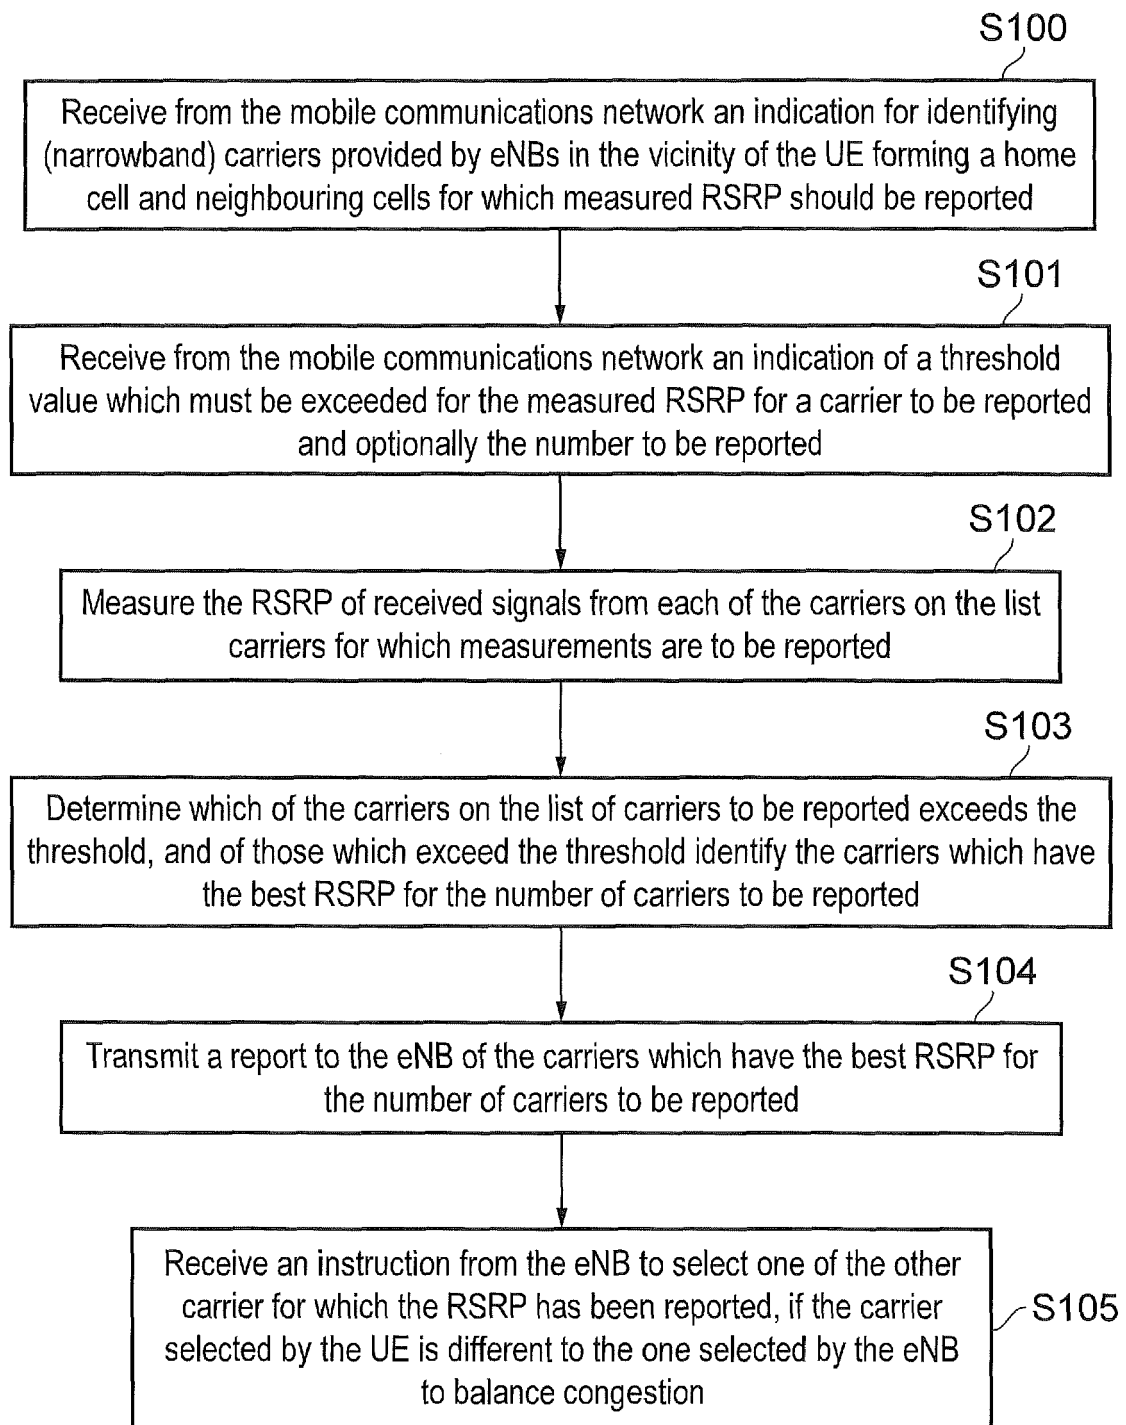 S100
Receive from the mobile communications network an indication for identifying
(narrowband) carriers provided by eNBs in the vicinity of the UE forming a home
cell and neighbouring cells for which measured RSRP should be reported
S101
Receive from the mobile communications network an indication of a threshold
value which must be exceeded for the measured RSRP for a carrier to be reported
and optionally the number to be reported
S102
Measure the RSRP of received signals from each of the carriers on the list
carriers for which measurements are to be reported
S103
Determine which of the carriers on the list of carriers to be reported exceeds the
threshold, and of those which exceed the threshold identify the carriers which have
the best RSRP for the number of carriers to be reported
S104
Transmit a report to the eNB of the carriers which have the best RSRP for
the number of carriers to be reported
Receive an instruction from the eNB to select one of the other
carrier for which the RSRP has been reported, if the carrier
selected by the UE is different to the one selected by the eNB
to balance congestion
S105